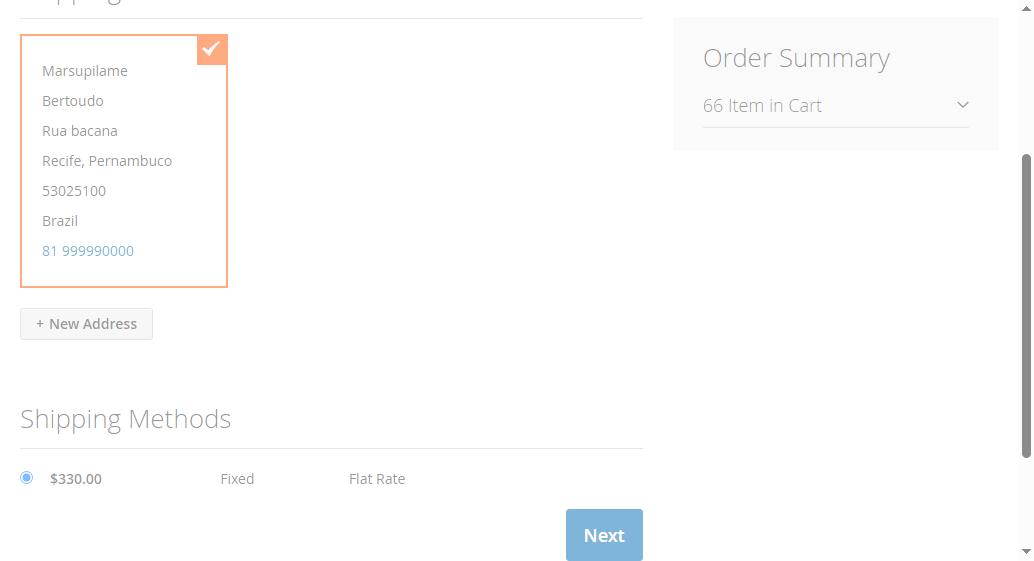 Marsupilame
Bertoudo
Rua bacana
Recife, Pernambuco
53025100
Brazil
81 999990000
+ New Address
Shipping Methods
$330.00 Fixed Flat Rate
Next
Order Summary
66 Item in Cart